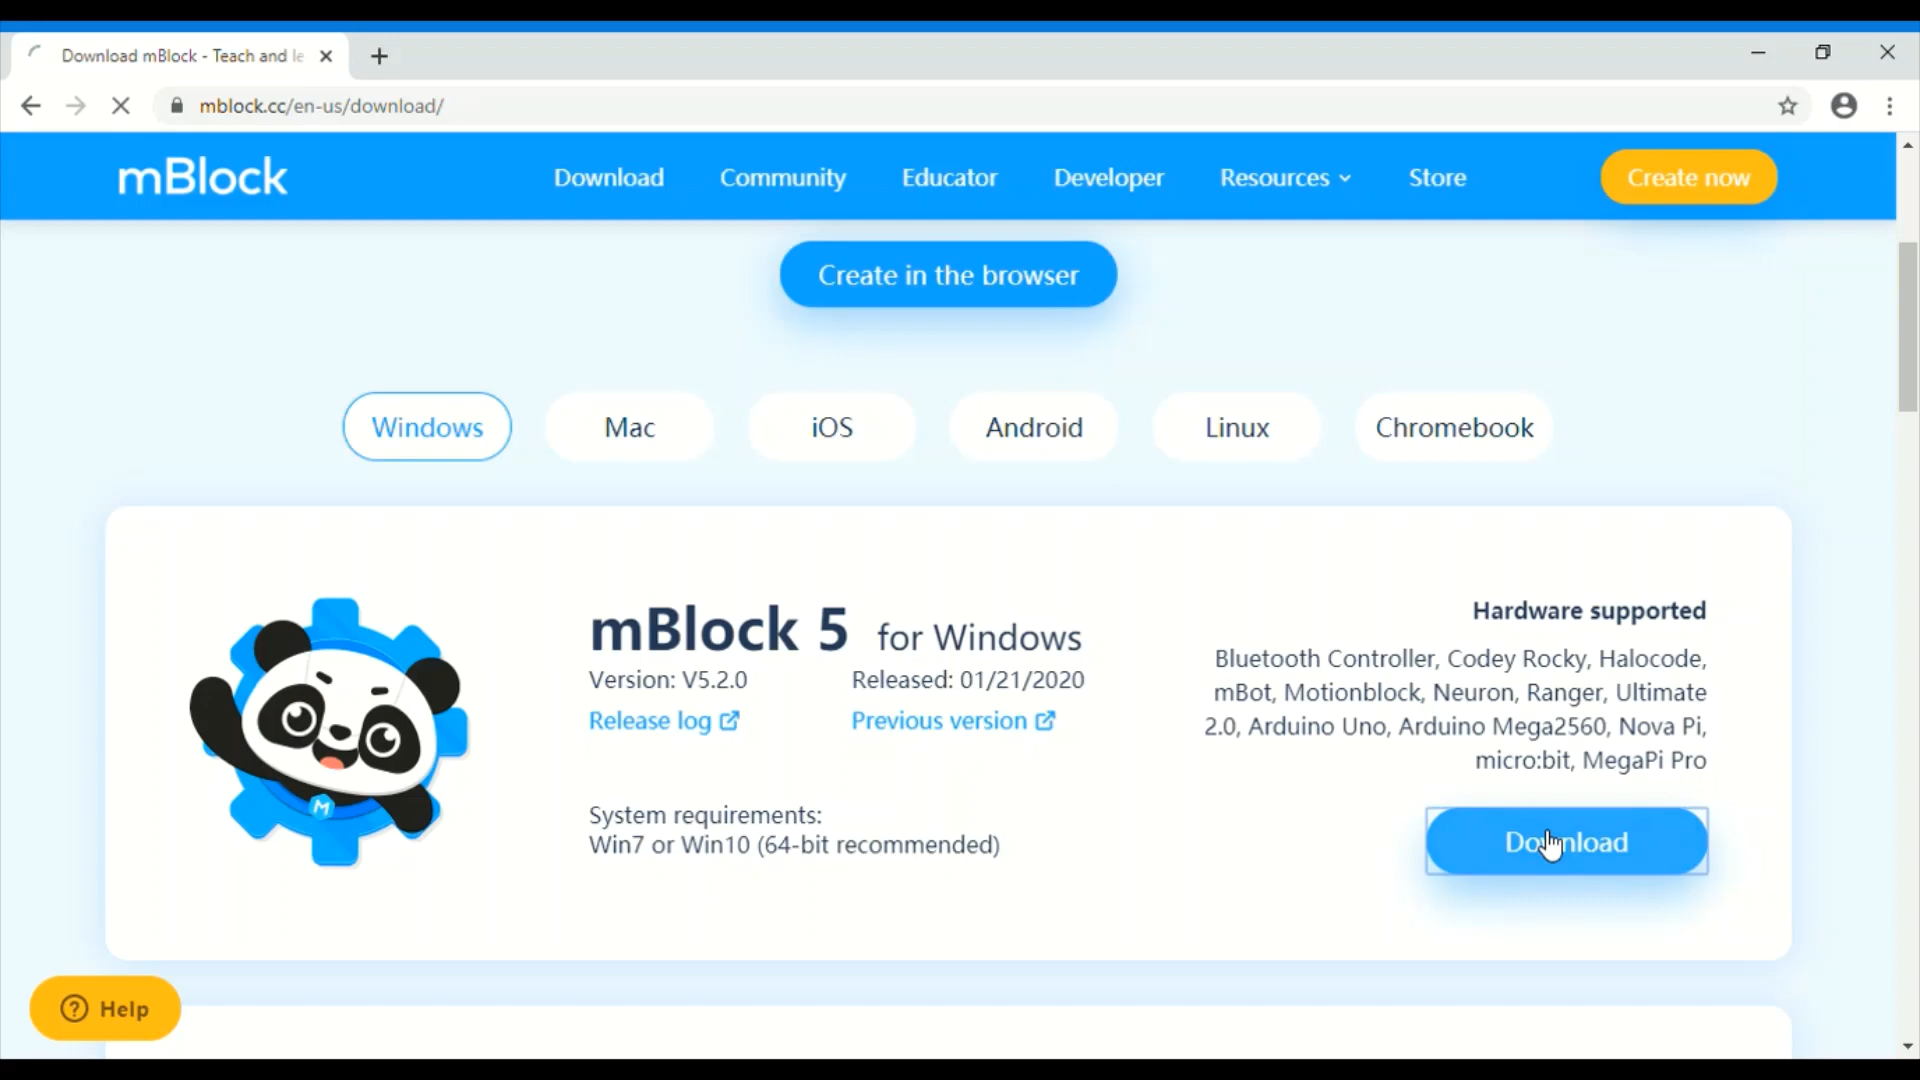 Download mBlock - Teach and le
mblock.cc/en-us/download/
mBlock
Download
Community
Educator
Developer
Resources
Store
Create now
Create in the browser
Windows
Mac
iOS
Android
Linux
Chromebook
mBlock 5 for Windows
Version: V5.2.0
Released: 01/21/2020
Release log
Previous version
System requirements:
Win7 or Win10 (64-bit recommended)
Hardware supported
Bluetooth Controller, Codey Rocky, Halocode,
mBot, Motionblock, Neuron, Ranger, Ultimate
2.0, Arduino Uno, Arduino Mega2560, Nova Pi,
micro:bit, MegaPi Pro
Download
M
? Help